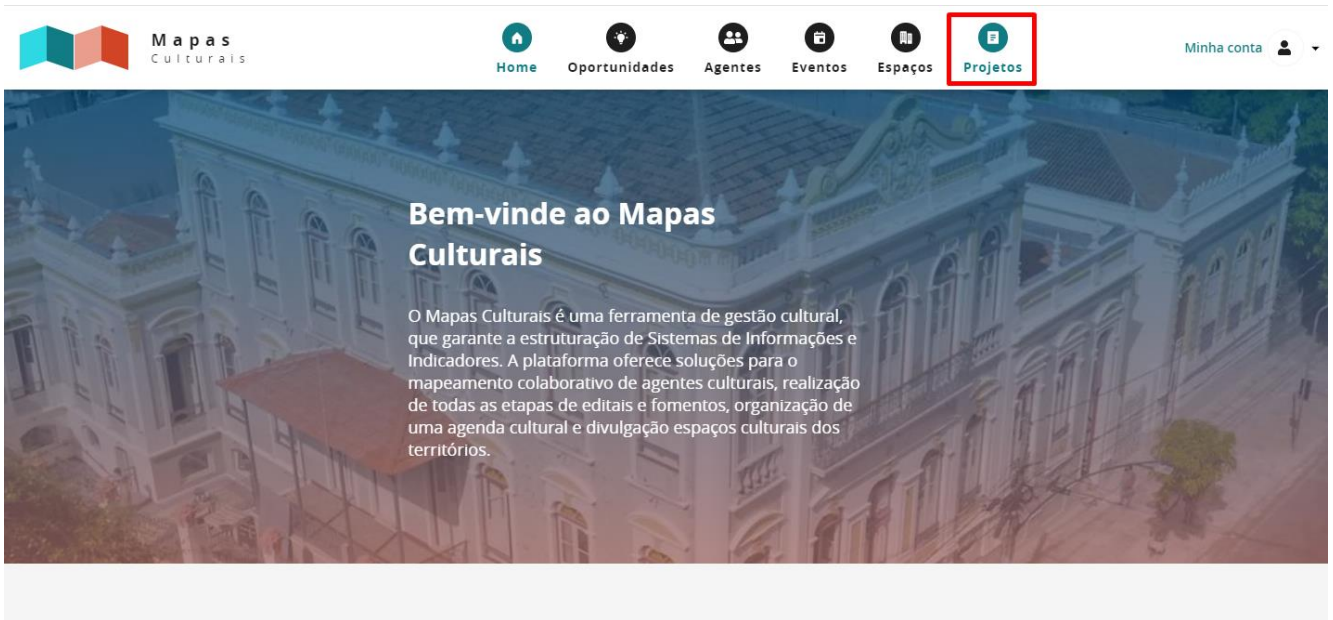 Mapas
Culturais
Home
Oportunidades
Agentes
Eventos
Espaços
Projetos
Minha conta
Bem-vinde ao Mapas
Culturais
O Mapas Culturais é uma ferramenta de gestão cultural,
que garante a estruturação de Sistemas de Informações e
Indicadores. A plataforma oferece soluções para o
mapeamento colaborativo de agentes culturais, realização
de todas as etapas de editais e fomentos, organização de
uma agenda cultural e divulgação espaços culturais dos
territórios.